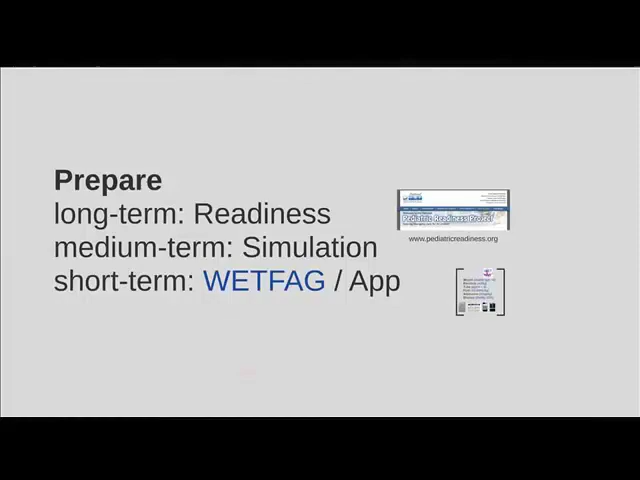 Prepare
long-term: Readiness
medium-term: Simulation
short-term: WETFAG / App
Pediatric Readiness Project
www.pediatricreadiness.org